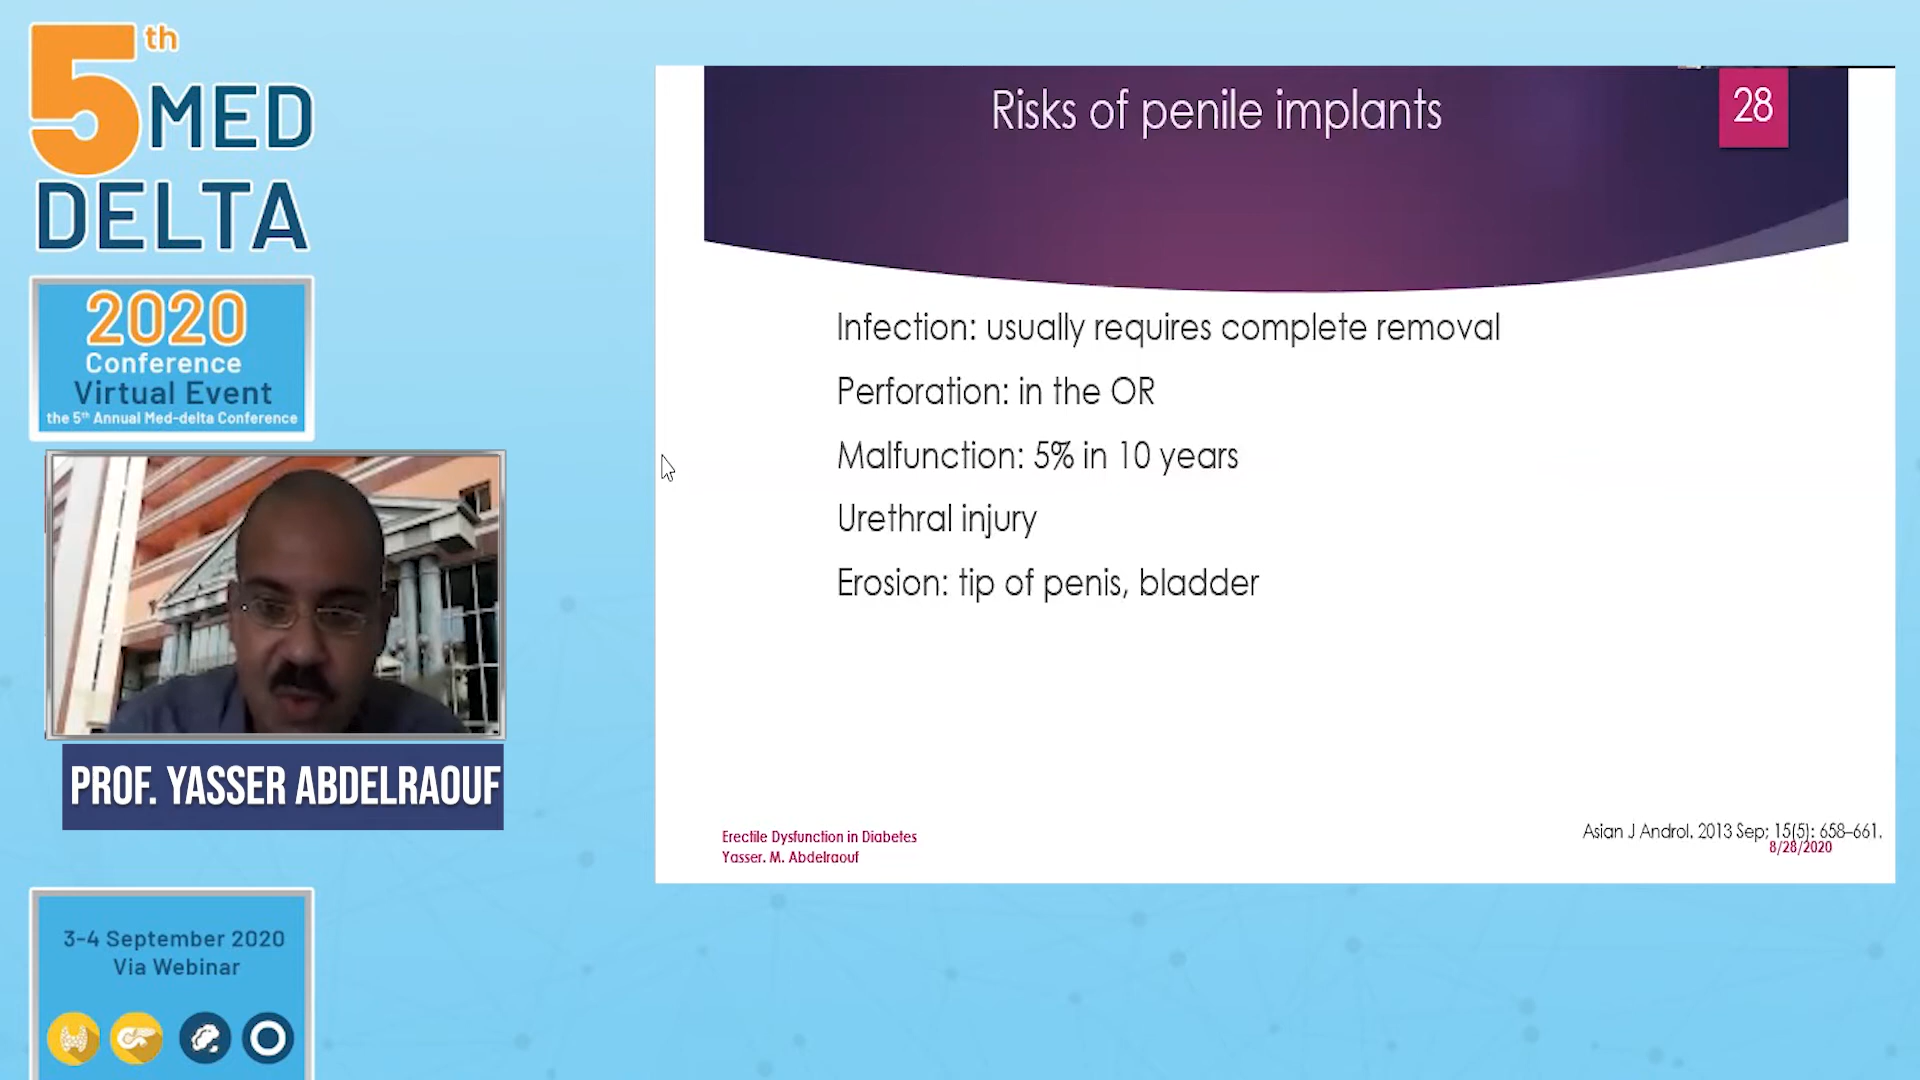 5th MED
DELTA
2020
Conference
Virtual Event
the 5th Annual Med-delta Conference
PROF. YASSER ABDELRAOUF
3-4 September 2020
Via Webinar
Risks of penile implants
28
Infection: usually requires complete removal
Perforation: in the OR
Malfunction: 5% in 10 years
Urethral injury
Erosion: tip of penis, bladder
Erectile Dysfunction in Diabetes
Yasser. M. Abdelraouf
Asian J Androl. 2013 Sep; 15(5): 658–661.
8/28/2020